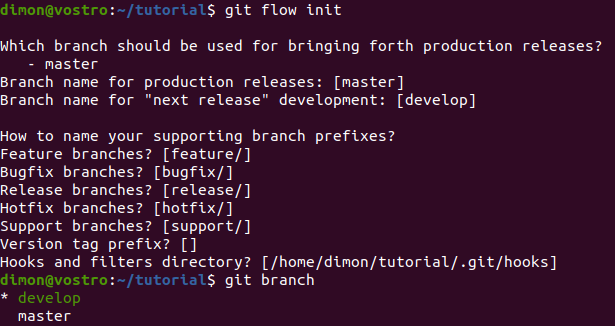 dimon@vostro:~/tutorial$ git flow init
Which branch should be used for bringing forth production releases?
- master
Branch name for production releases: [master]
Branch name for "next release" development: [develop]
How to name your supporting branch prefixes?
Feature branches? [feature/]
Bugfix branches? [bugfix/]
Release branches? [release/]
Hotfix branches? [hotfix/]
Support branches? [support/]
Version tag prefix? []
Hooks and filters directory? [/home/dimon/tutorial/.git/hooks]
dimon@vostro:~/tutorial$ git branch
* develop
master